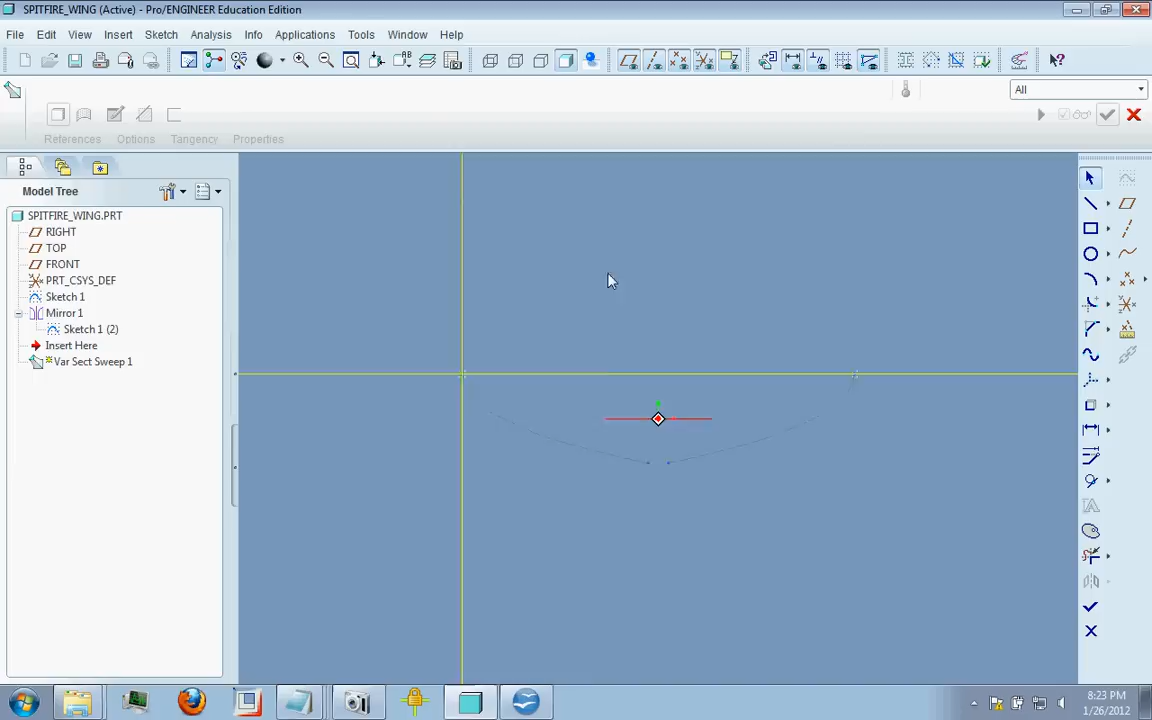 SPITFIRE_WING (Active) - Pro/ENGINEER Education Edition
File Edit View Insert Sketch Analysis Info Applications Tools Window Help
All
References Options Tangency Properties
Model Tree
SPITFIRE_WING.PRT
RIGHT
TOP
FRONT
PRT_CSYS_DEF
Sketch 1
Mirror 1
Sketch 1 (2)
Insert Here
Var Sect Sweep 1
8:23 PM
1/26/2012